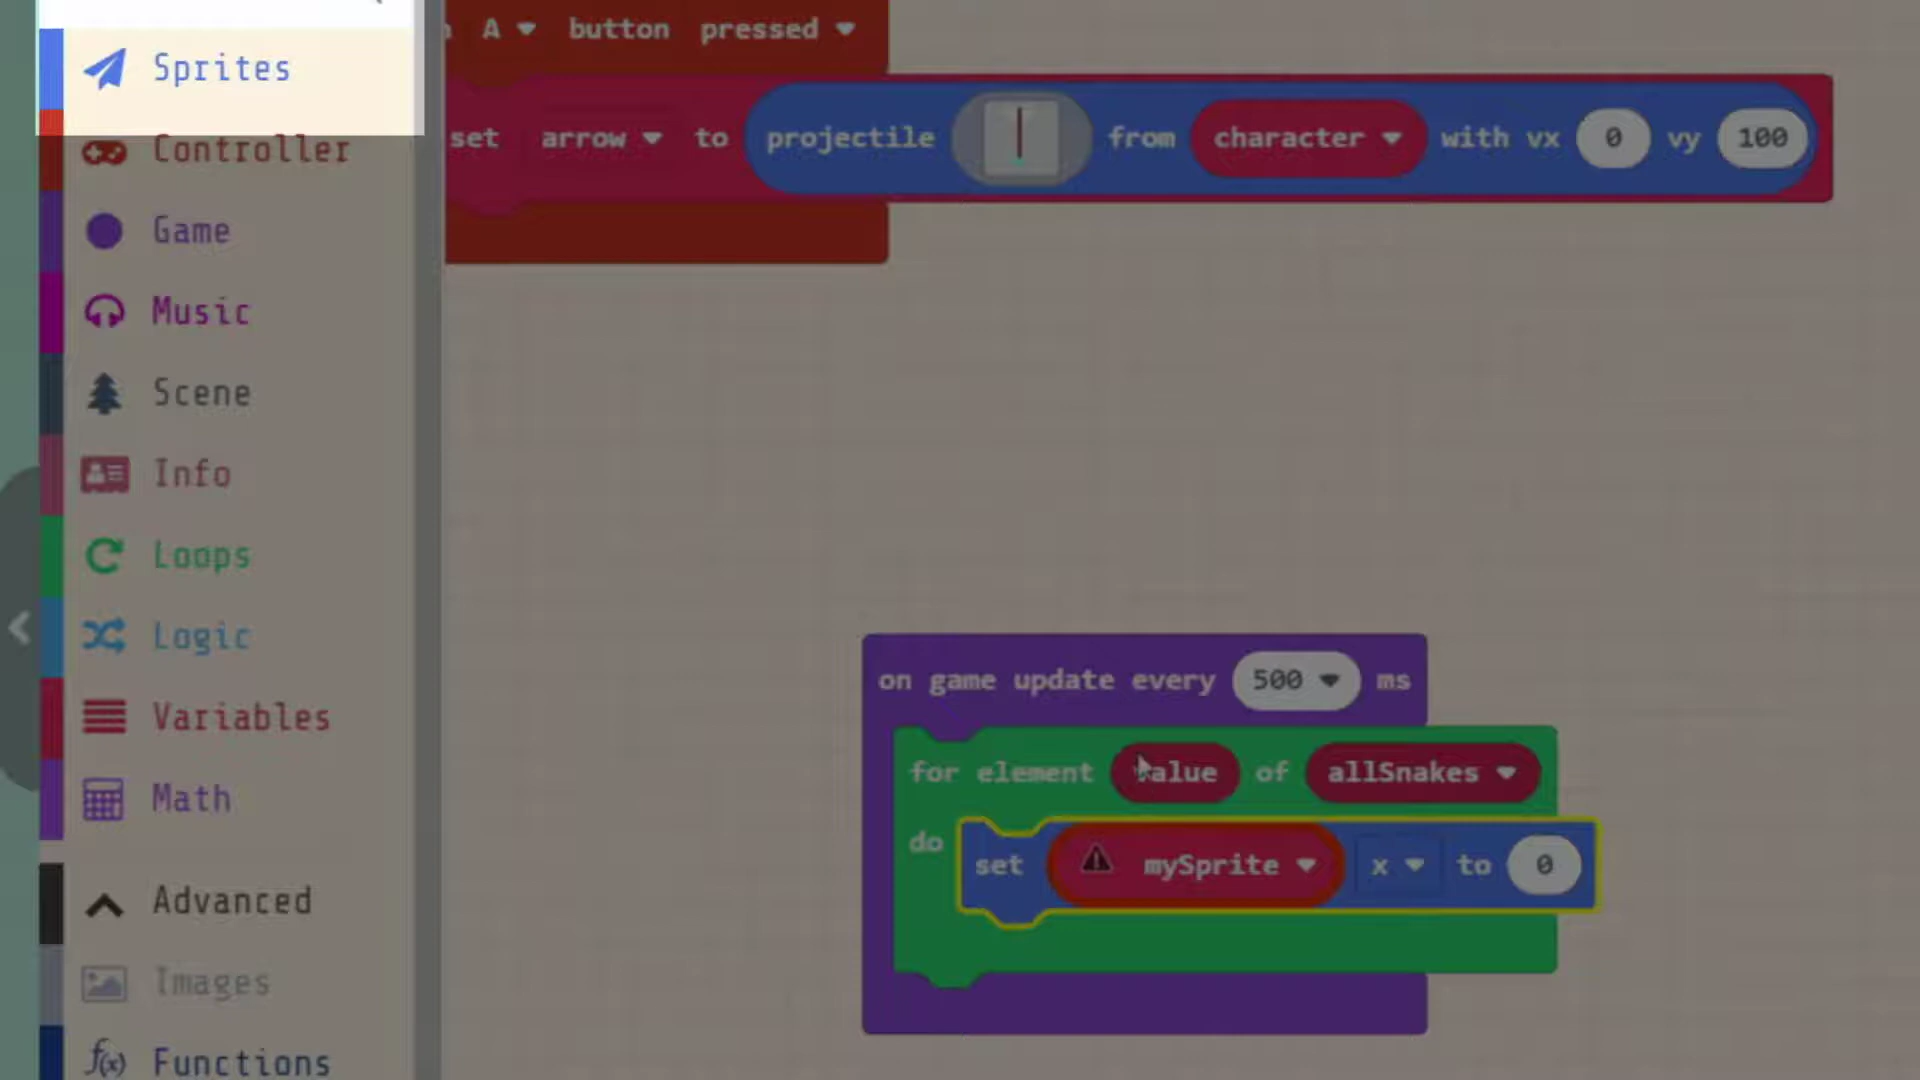 Sprites
Controller
Game
Music
Scene
Info
Loops
Logic
Variables
Math
Advanced
Images
Functions
A button pressed
set arrow to projectile from character with vx 0 vy 100
on game update every 500 ms
for element value of allSnakes
do
set mySprite x to 0